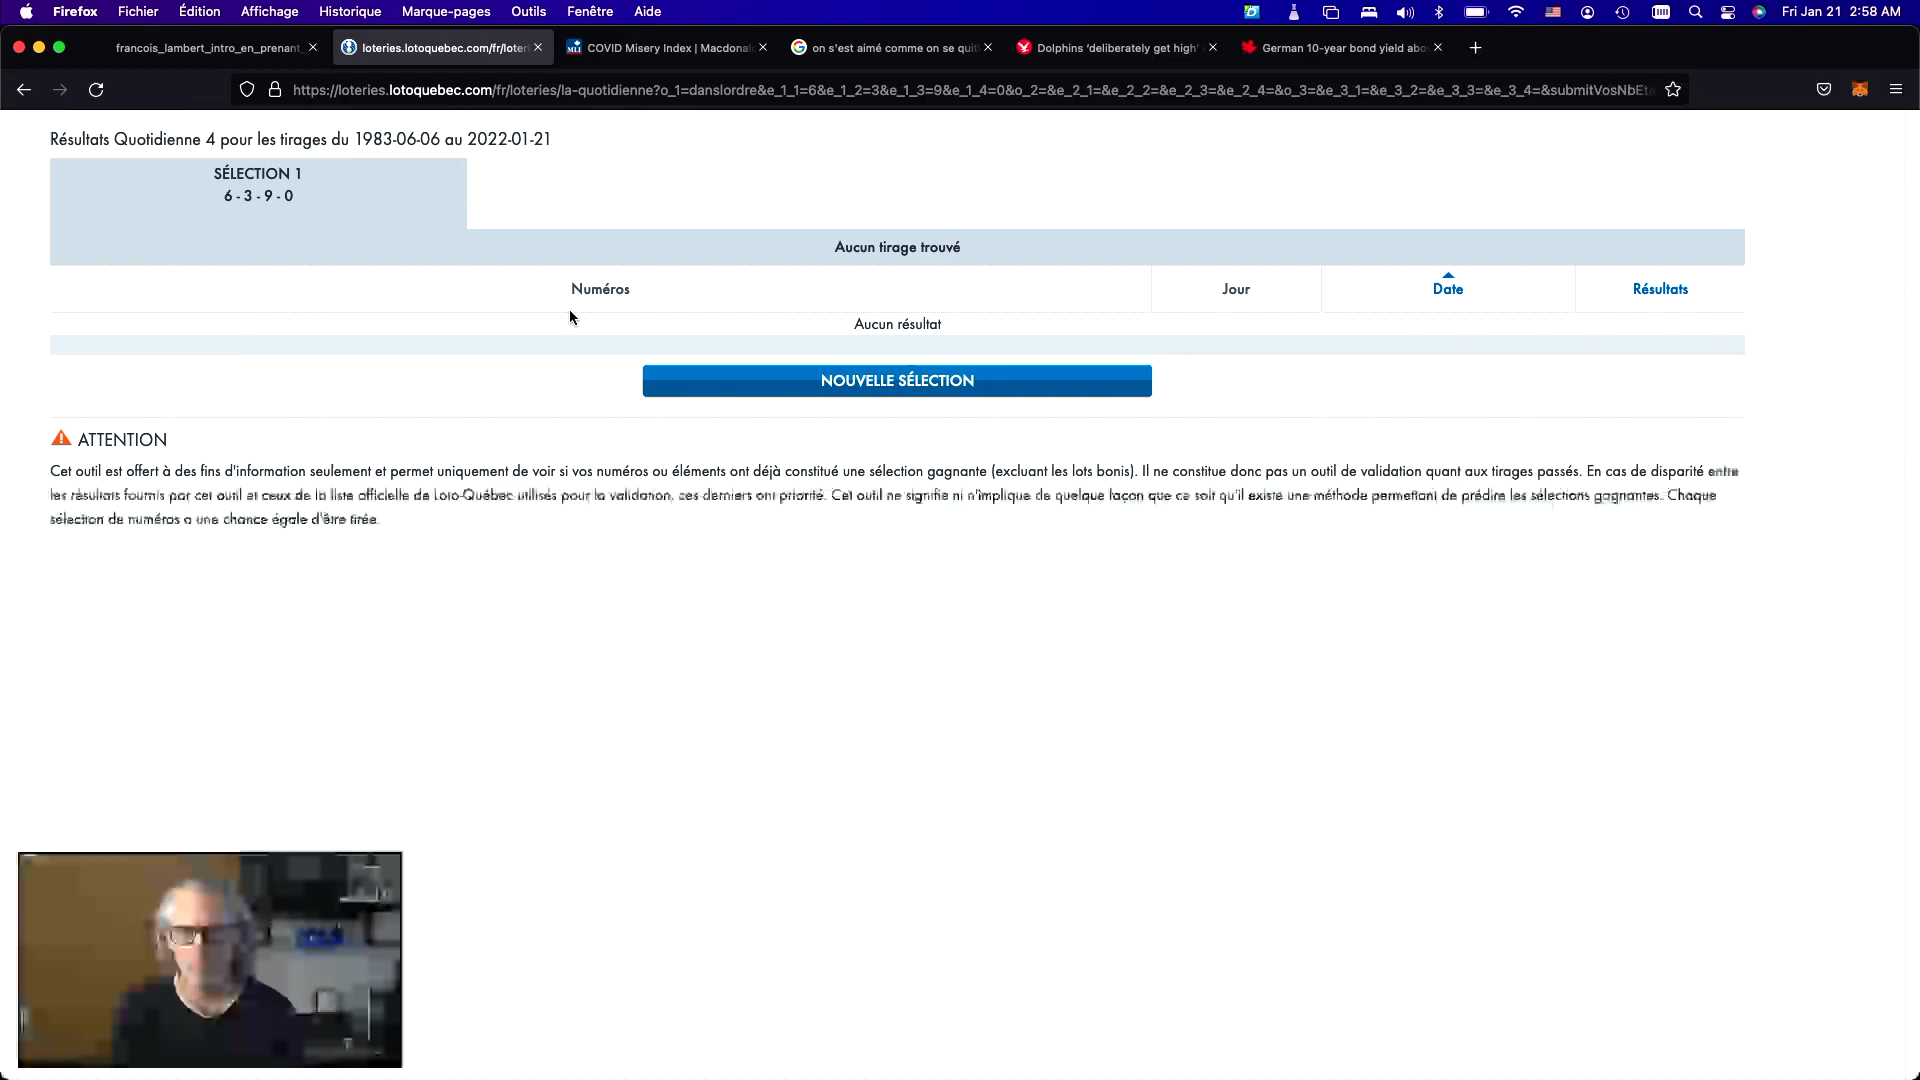 Firefox Fichier Édition Affichage Historique Marque-pages Outils Fenêtre Aide Fri Jan 21 2:58 AM
francois_lambert_intro_en_prenant_ loteries.lotoquebec.com/fr/loteri COVID Misery Index | Macdonal on s'est aimé comme on se quit Dolphins 'deliberately get high' German 10-year bond yield abo
https://loteries.lotoquebec.com/fr/loteries/la-quotidienne?o_1=danslordre&e_1_1=6&e_1_2=3&e_1_3=9&e_1_4=0&o_2=&e_2_1=&e_2_2=&e_2_3=&e_2_4=&o_3=&e_3_1=&e_3_2=&e_3_3=&e_3_4=&submitVosNbEt
Résultats Quotidienne 4 pour les tirages du 1983-06-06 au 2022-01-21
SÉLECTION 1
6 - 3 - 9 - 0
Aucun tirage trouvé
Numéros Jour Date Résultats
Aucun résultat
NOUVELLE SÉLECTION
ATTENTION
Cet outil est offert à des fins d'information seulement et permet uniquement de voir si vos numéros ou éléments ont déjà constitué une sélection gagnante (excluant les lots bonis). Il ne constitue donc pas un outil de validation quant aux tirages passés. En cas de disparité entre
les résultats fournis par cet outil et ceux de la liste officielle de Loto-Québec utilisés pour la validation, ces derniers ont priorité. Cet outil ne signifie ni n'implique de quelque façon que ce soit qu'il existe une méthode permettant de prédire les sélections gagnantes. Chaque
sélection de numéros a une chance égale d'être tirée.